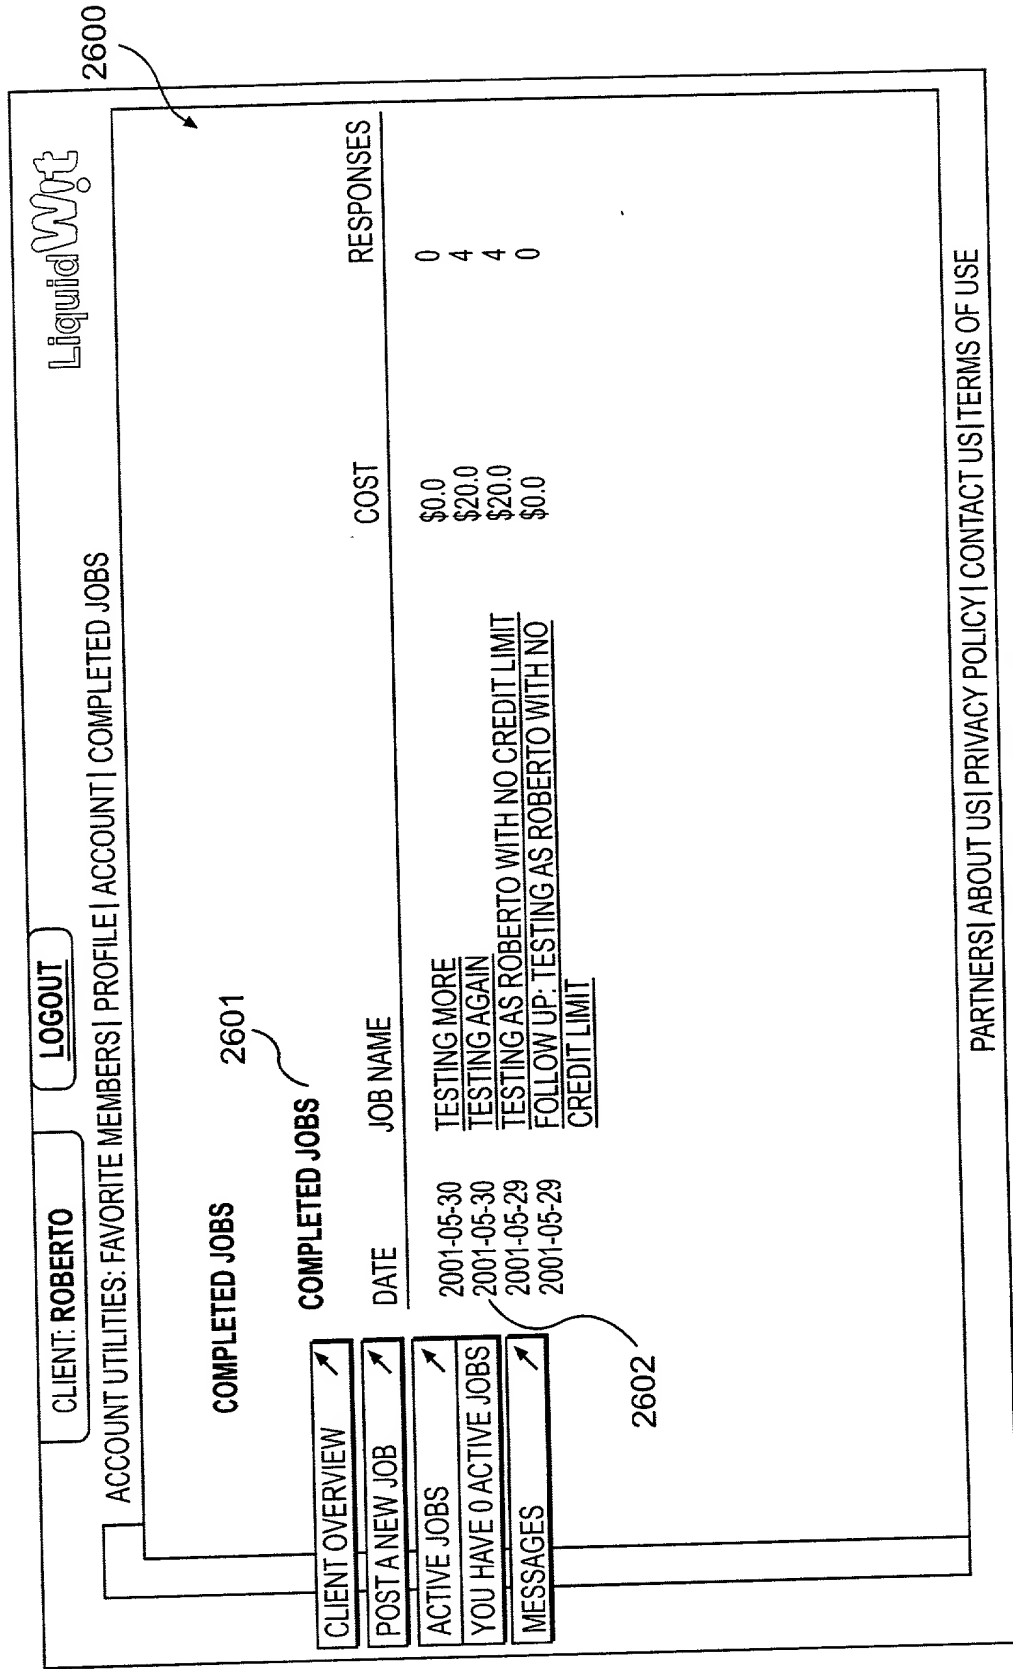 2600
CLIENT: ROBERTO
LOGOUT
LiquidWit
ACCOUNT UTILITIES: FAVORITE MEMBERS| PROFILE| ACCOUNT| COMPLETED JOBS
COMPLETED JOBS
2601
COMPLETED JOBS
CLIENT OVERVIEW
POST A NEW JOB
ACTIVE JOBS
YOU HAVE 0 ACTIVE JOBS
MESSAGES
DATE JOB NAME COST RESPONSES
2001-05-30 TESTING MORE $0.0 0
2001-05-30 TESTING AGAIN $20.0 4
2001-05-29 TESTING AS ROBERTO WITH NO CREDIT LIMIT $20.0 4
2001-05-29 FOLLOW UP: TESTING AS ROBERTO WITH NO $0.0 0
CREDIT LIMIT
2602
PARTNERS| ABOUT US| PRIVACY POLICY| CONTACT US| TERMS OF USE